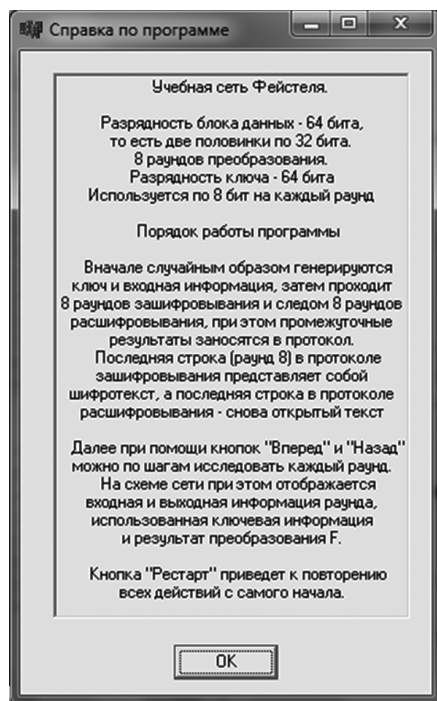 Справка по программе
Учебная сеть Фейстеля.
Разрядность блока данных - 64 бита,
то есть две половинки по 32 бита.
8 раундов преобразования.
Разрядность ключа - 64 бита
Используется по 8 бит на каждый раунд
Порядок работы программы
Вначале случайным образом генерируются
ключ и входная информация, затем проходит
8 раундов зашифровывания и следом 8 раундов
расшифровывания, при этом промежуточные
результаты заносятся в протокол.
Последняя строка (раунд 8) в протоколе
зашифровывания представляет собой
шифротекст, а последняя строка в протоколе
расшифровывания - снова открытый текст
Далее при помощи кнопок "Вперед" и "Назад"
можно по шагам исследовать каждый раунд.
На схеме сети при этом отображается
входная и выходная информация раунда,
использованная ключевая информация
и результат преобразования F.
Кнопка "Рестарт" приведет к повторению
всех действий с самого начала.
OK